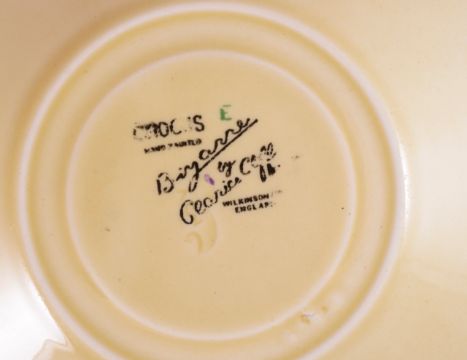 CROCUS E
HAND PAINTED
Bizarre
by
Clarice Cliff
WILKINSON LTD
ENGLAND